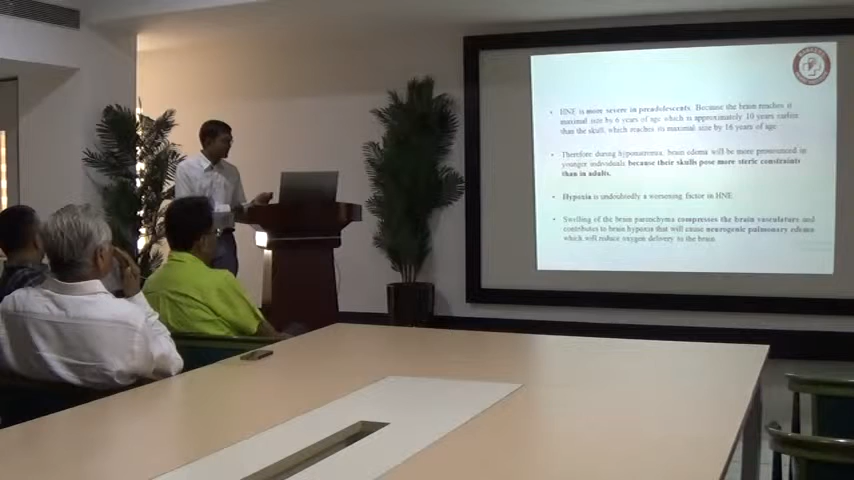 • HNE is more severe in preadolescents. Because the brain reaches it
maximal size by 6 years of age which is approximately 10 years earlier
than the skull, which reaches its maximal size by 16 years of age
• Therefore during hyponatremia, brain edema will be more pronounced in
younger individuals because their skulls pose more steric constraints
than in adults.
• Hypoxia is undoubtedly a worsening factor in HNE
• Swelling of the brain parenchyma compresses the brain vasculature and
contributes to brain hypoxia that will cause neurogenic pulmonary edema
which will reduce oxygen delivery to the brain.